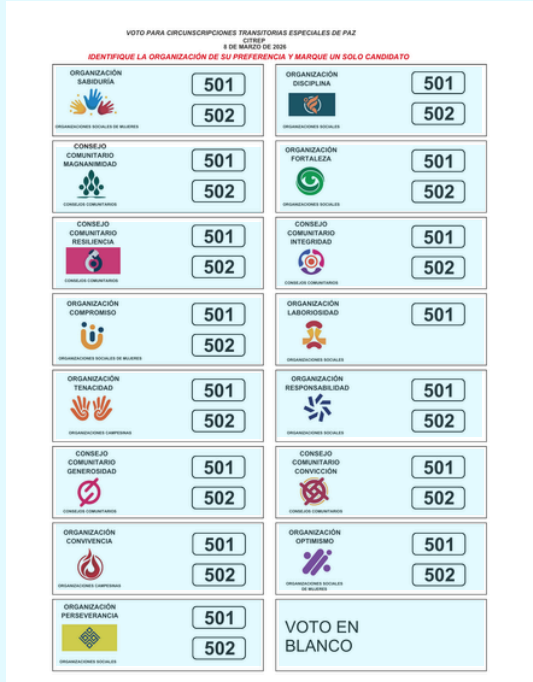 VOTO PARA CIRCUNSCRIPCIONES TRANSITORIAS ESPECIALES DE PAZ
CITREP
8 DE MARZO DE 2026
IDENTIFIQUE LA ORGANIZACIÓN DE SU PREFERENCIA Y MARQUE UN SOLO CANDIDATO
ORGANIZACIÓN
SABIDURÍA
501
502
ORGANIZACIONES SOCIALES DE MUJERES
ORGANIZACIÓN
DISCIPLINA
501
502
ORGANIZACIONES SOCIALES
CONSEJO
COMUNITARIO
MAGNANIMIDAD
501
502
CONSEJOS COMUNITARIOS
ORGANIZACIÓN
FORTALEZA
501
502
ORGANIZACIONES SOCIALES
CONSEJO
COMUNITARIO
RESILIENCIA
501
502
CONSEJOS COMUNITARIOS
CONSEJO
COMUNITARIO
INTEGRIDAD
501
502
CONSEJOS COMUNITARIOS
ORGANIZACIÓN
COMPROMISO
501
502
ORGANIZACIONES SOCIALES DE MUJERES
ORGANIZACIÓN
LABORIOSIDAD
501
ORGANIZACIONES SOCIALES
ORGANIZACIÓN
TENACIDAD
501
502
ORGANIZACIONES CAMPESINAS
ORGANIZACIÓN
RESPONSABILIDAD
501
502
ORGANIZACIONES SOCIALES
CONSEJO
COMUNITARIO
GENEROSIDAD
501
502
CONSEJOS COMUNITARIOS
CONSEJO
COMUNITARIO
CONVICCIÓN
501
502
CONSEJOS COMUNITARIOS
ORGANIZACIÓN
CONVIVENCIA
501
502
ORGANIZACIONES CAMPESINAS
ORGANIZACIÓN
OPTIMISMO
501
502
ORGANIZACIONES SOCIALES
DE MUJERES
ORGANIZACIÓN
PERSEVERANCIA
501
502
ORGANIZACIONES SOCIALES
VOTO EN
BLANCO